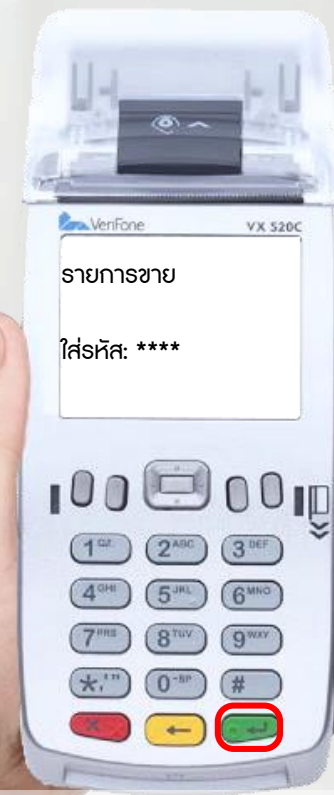 VeriFone
VX 520C
รายการขาย
ใส่รหัส: ****
1 QZ.
2 ABC
3 DEF
4 GHI
5 JKL
6 MNO
7 PRS
8 TUV
9 WXY
*,'"
0 -SP
#